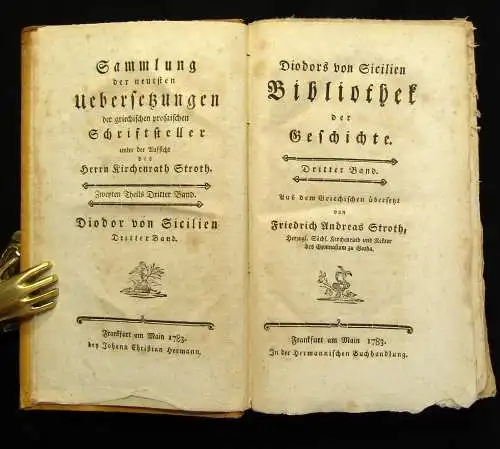 Sammlung
der neuesten
Uebersetzungen
der griechischen prosaischen
Schriftsteller
unter der Aufsicht
des
Herrn Kirchenrath Stroth.
Zweyten Theils Dritter Band.
Diodor von Sicilien
Dritter Band.
Frankfurt am Main 1783.
bey Johann Christian Hermann,
Diodors von Sicilien
Bibliothek
der
Geschichte.
Dritter Band.
Aus dem Griechischen übersetzt
von
Friedrich Andreas Stroth,
Herzogl. Sächs. Kirchenrath und Rektor
des Gymnasium zu Gotha.
Frankfurt am Main 1783.
In der Hermannischen Buchhandlung.